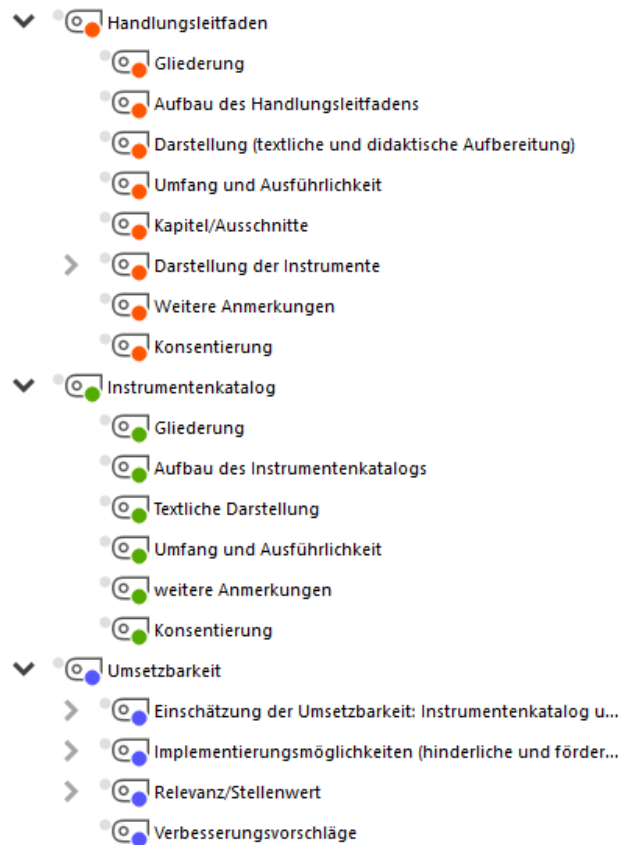 Handlungsleitfaden
Gliederung
Aufbau des Handlungsleitfadens
Darstellung (textliche und didaktische Aufbereitung)
Umfang und Ausführlichkeit
Kapitel/Ausschnitte
Darstellung der Instrumente
Weitere Anmerkungen
Konsentierung
Instrumentenkatalog
Gliederung
Aufbau des Instrumentenkatalogs
Textliche Darstellung
Umfang und Ausführlichkeit
weitere Anmerkungen
Konsentierung
Umsetzbarkeit
Einschätzung der Umsetzbarkeit: Instrumentenkatalog u...
Implementierungsmöglichkeiten (hinderliche und förder...
Relevanz/Stellenwert
Verbesserungsvorschläge